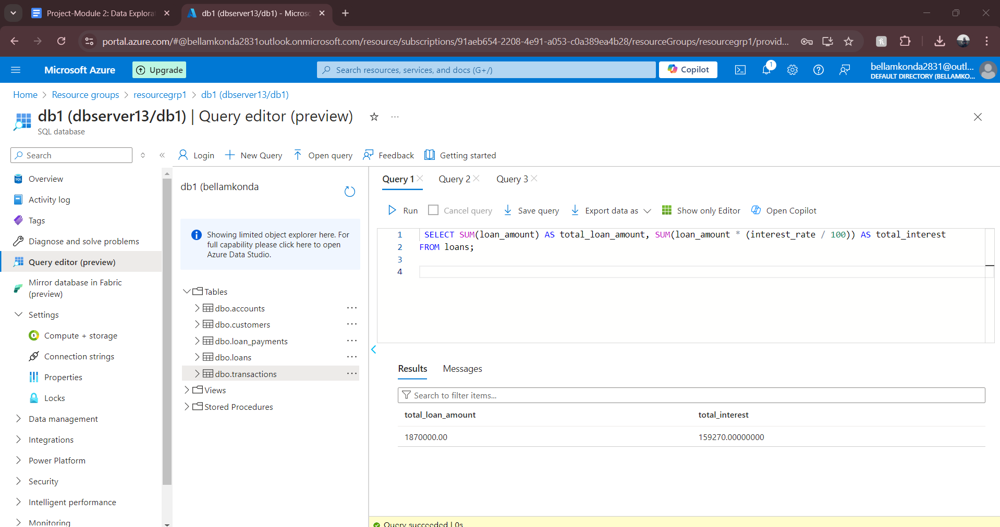 Project-Module 2: Data Explora
db1 (dbserver13/db1) - Microso
portal.azure.com/#@bellamkonda2831outlook.onmicrosoft.com/resource/subscriptions/91aeb654-2208-4e91-a053-c0a389ea4b28/resourceGroups/resourcegrp1/provid...
Microsoft Azure
Upgrade
Search resources, services, and docs (G+/)
Copilot
1
bellamkonda2831@outl...
DEFAULT DIRECTORY (BELLAMKO...
Home > Resource groups > resourcegrp1 > db1 (dbserver13/db1)
db1 (dbserver13/db1) | Query editor (preview)
SQL database
Search
Login
New Query
Open query
Feedback
Getting started
Overview
Activity log
Tags
Diagnose and solve problems
Query editor (preview)
Mirror database in Fabric
(preview)
Settings
Compute + storage
Connection strings
Properties
Locks
Data management
Integrations
Power Platform
Security
Intelligent performance
Monitoring
db1 (bellamkonda
Showing limited object explorer here. For
full capability please click here to open
Azure Data Studio.
Tables
dbo.accounts
dbo.customers
dbo.loan_payments
dbo.loans
dbo.transactions
Views
Stored Procedures
Query 1
Query 2
Query 3
Run
Cancel query
Save query
Export data as
Show only Editor
Open Copilot
1 SELECT SUM(loan_amount) AS total_loan_amount, SUM(loan_amount * (interest_rate / 100)) AS total_interest
2 FROM loans;
3
4
Results
Messages
Search to filter items...
total_loan_amount total_interest
1870000.00 159270.00000000
Query succeeded | 0s